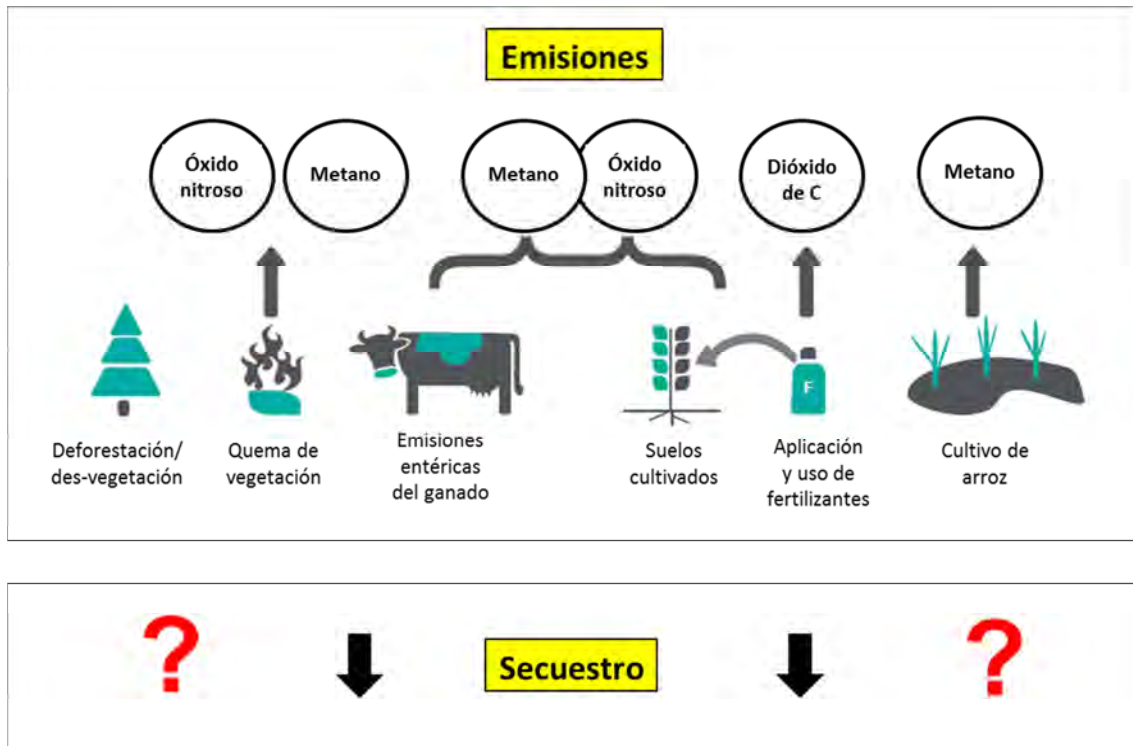 Emisiones
Óxido
nitroso
Metano
Metano
Óxido
nitroso
Dióxido
de C
Metano
F
Deforestación/
des-vegetación
Quema de
vegetación
Emisiones
entéricas
del ganado
Suelos
cultivados
Aplicación
y uso de
fertilizantes
Cultivo de
arroz
?
Secuestro
?